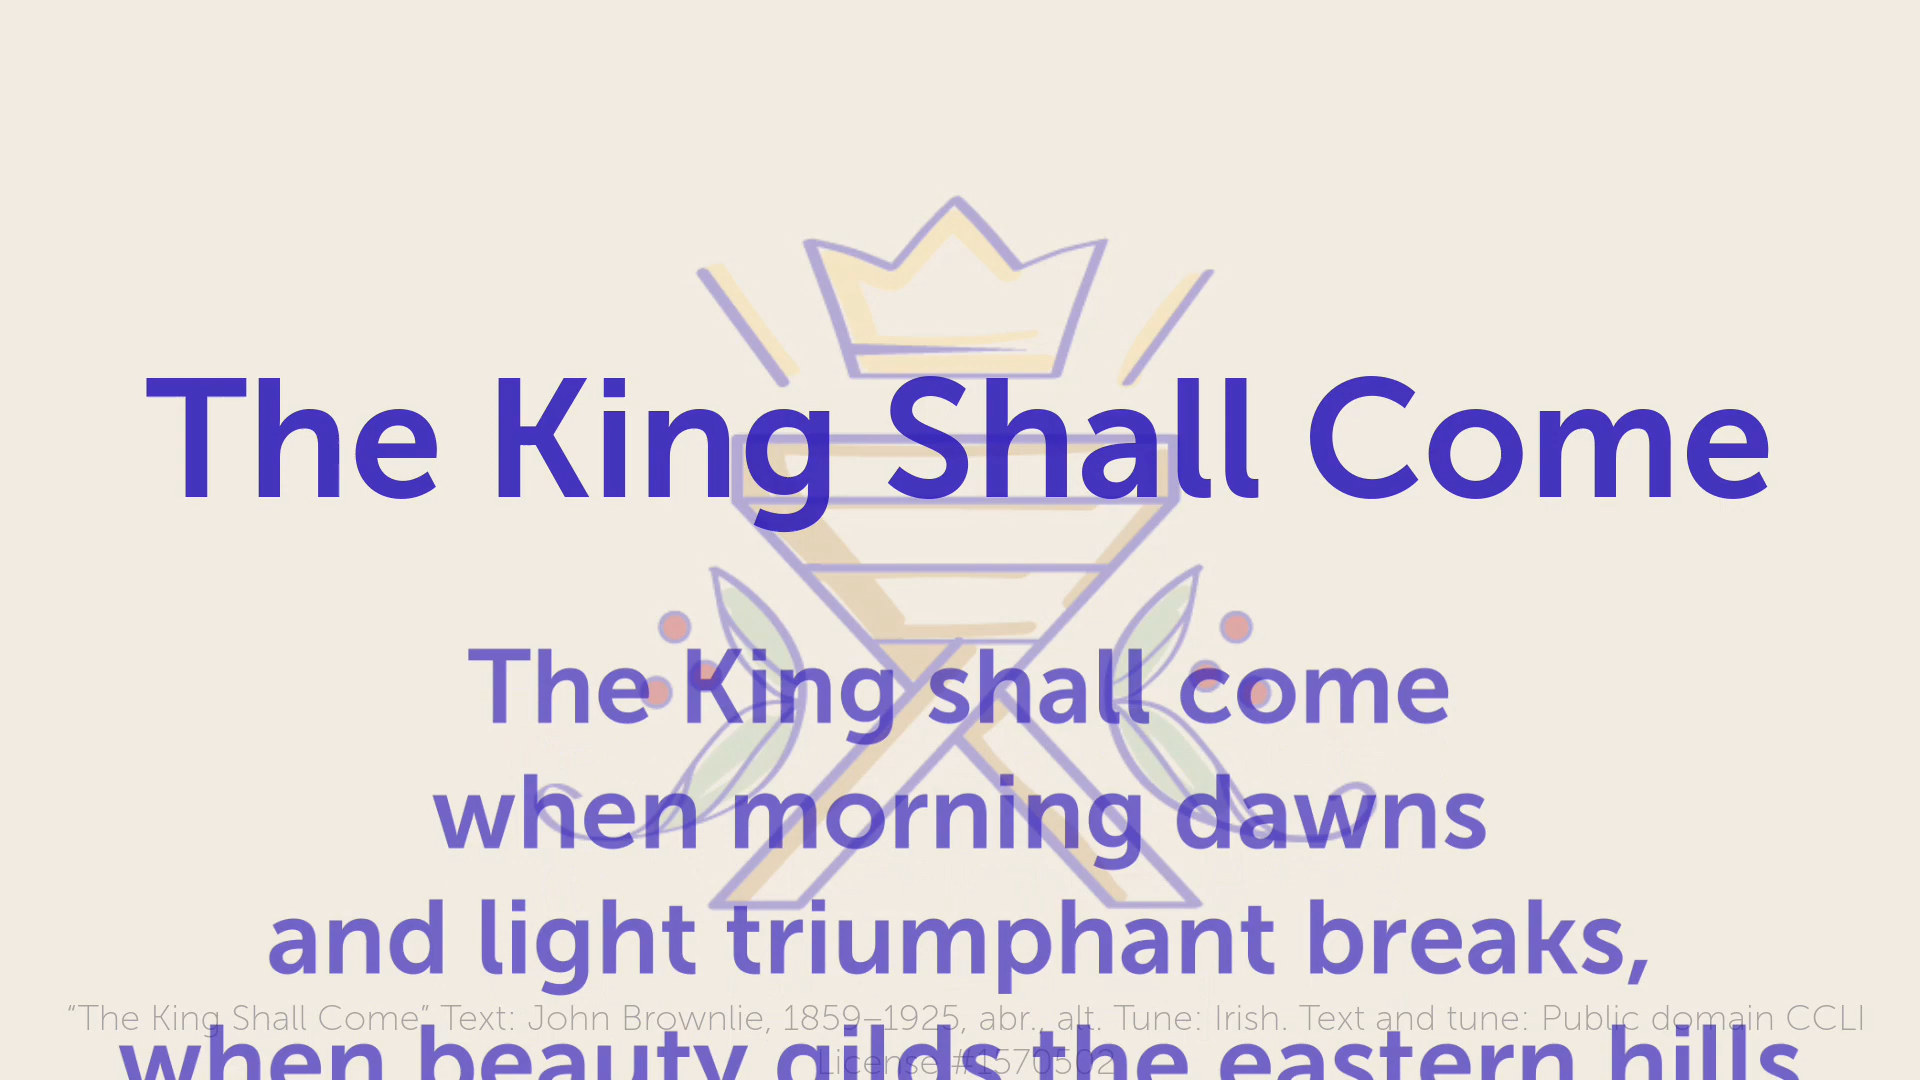 The King Shall Come
The King shall come
when morning dawns
and light triumphant breaks,
“The King Shall Come” Text: John Brownlie, 1859–1925, abr., alt. Tune: Irish. Text and tune: Public domain CCLI
when beauty gilds the eastern hills
License #1570502